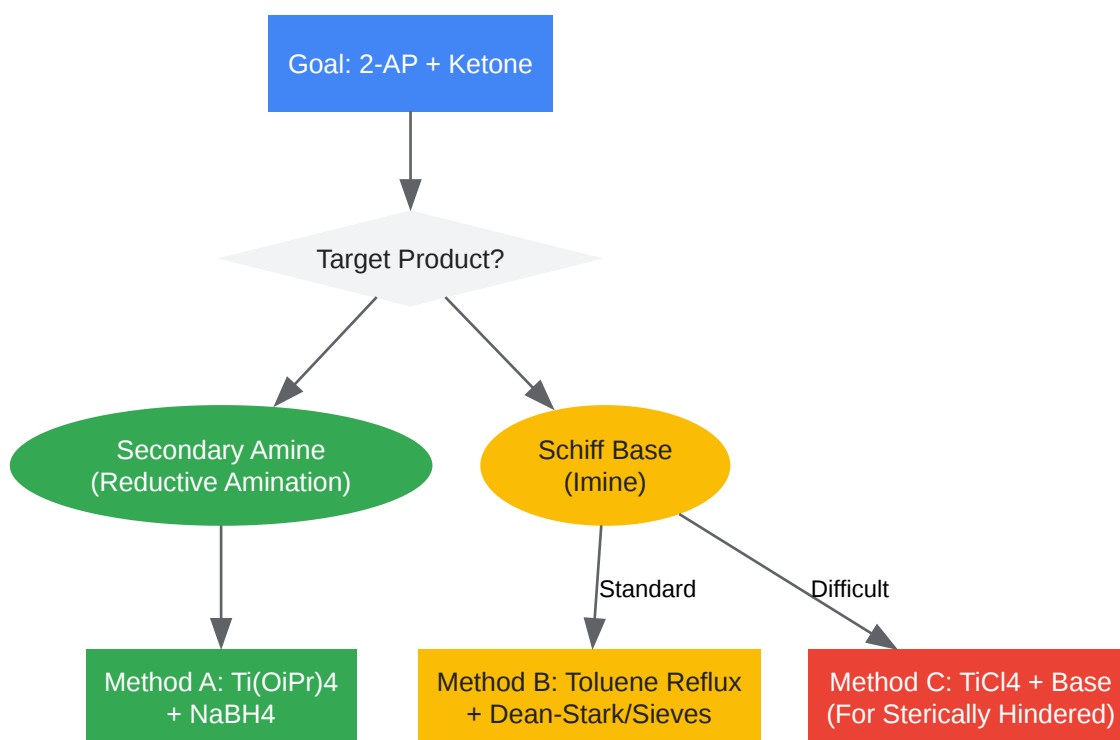 Goal: 2-AP + Ketone
Target Product?
Secondary Amine
(Reductive Amination)
Schiff Base
(Imine)
Standard
Difficult
Method A: Ti(OiPr)4
+ NaBH4
Method B: Toluene Reflux
+ Dean-Stark/Sieves
Method C: TiCl4 + Base
(For Sterically Hindered)